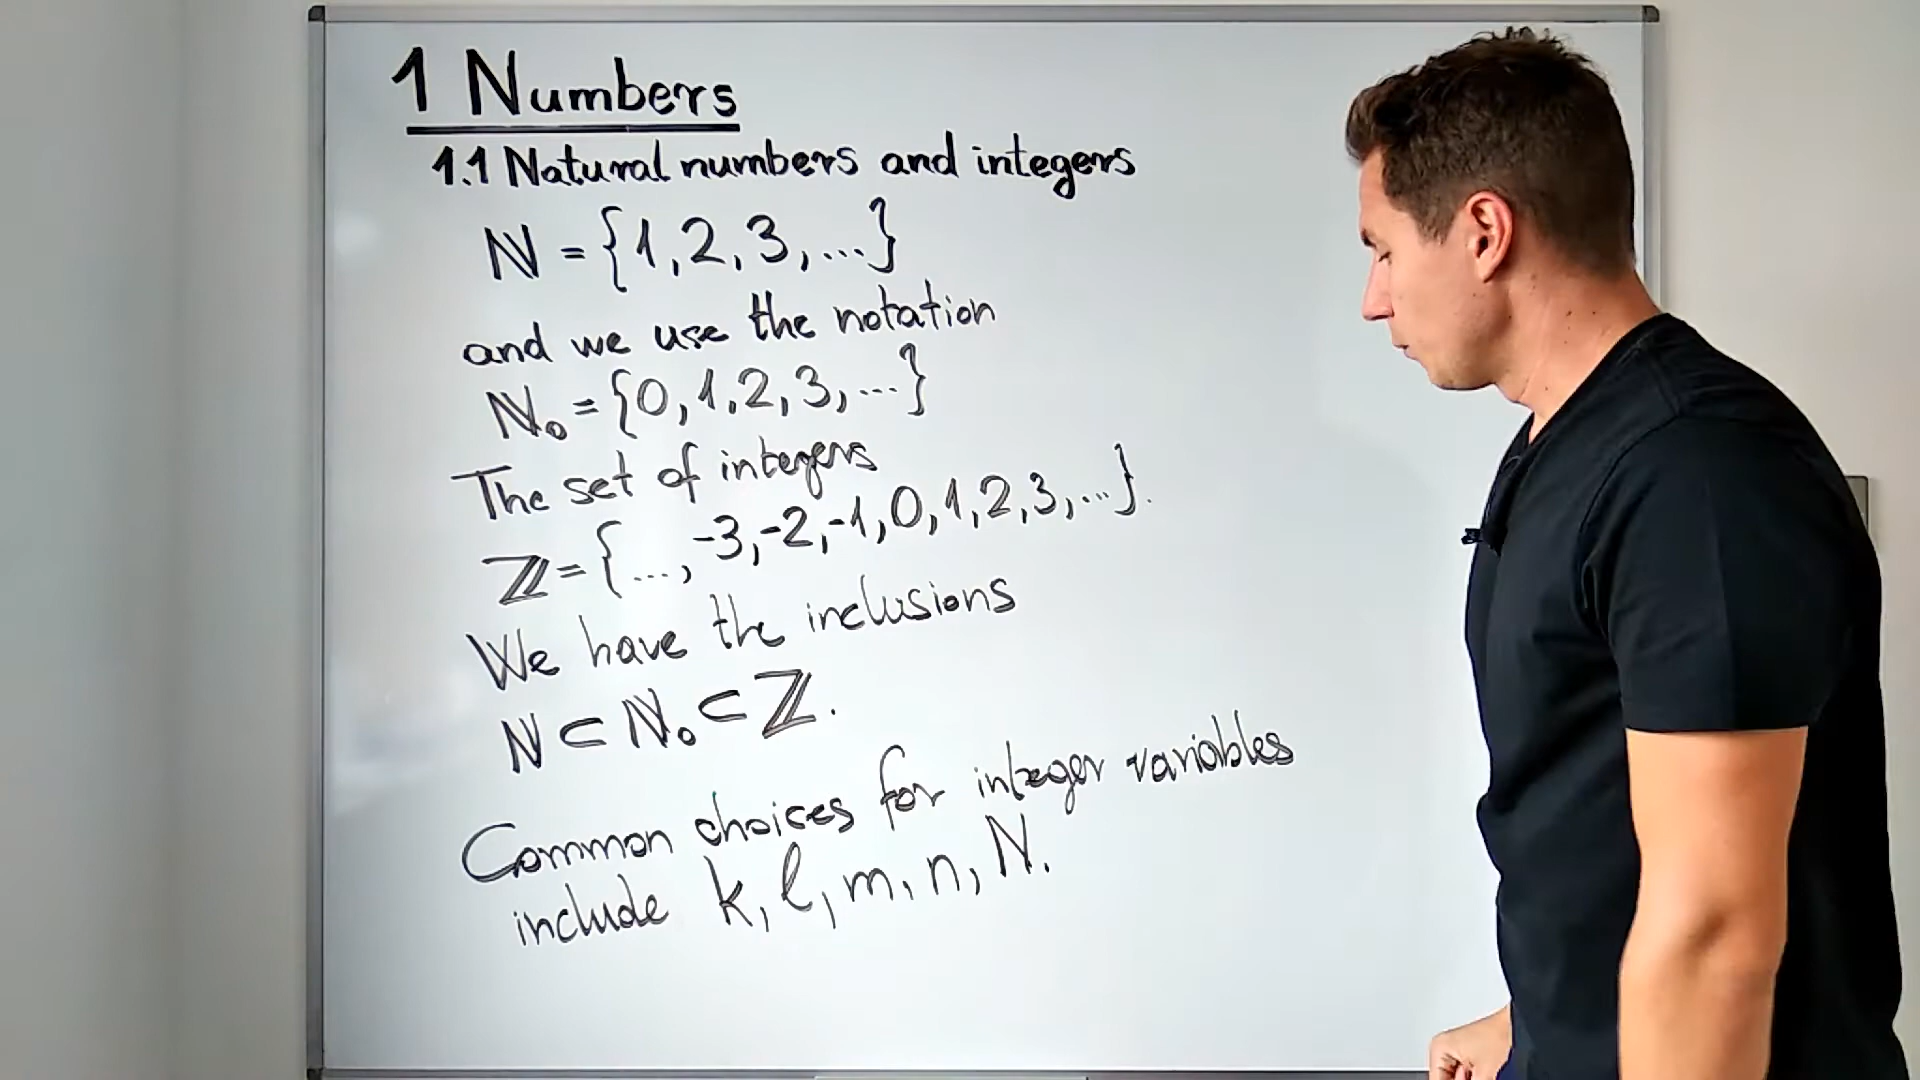 1 Numbers
1.1 Natural numbers and integers
ℕ = {1,2,3,...}
and we use the notation
ℕ₀ = {0,1,2,3,...}
The set of integers
ℤ = {...,-3,-2,-1,0,1,2,3,...}.
We have the inclusions
ℕ ⊂ ℕ₀ ⊂ ℤ.
Common choices for integer variables
include k, l, m, n, N.